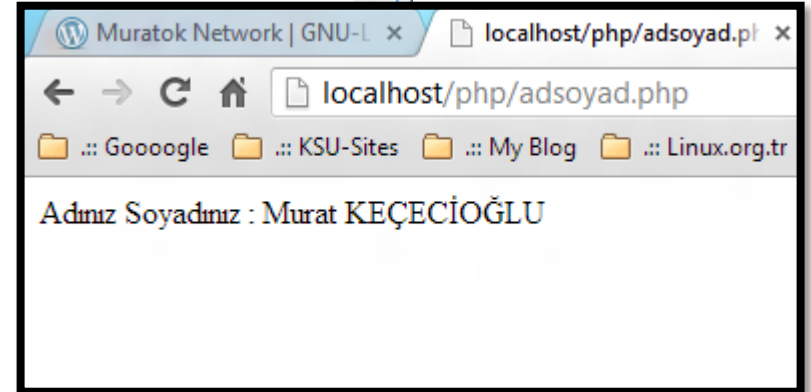 Muratok Network | GNU-L
localhost/php/adsoyad.ph
localhost/php/adsoyad.php
.:: Goooogle .:: KSU-Sites .:: My Blog .:: Linux.org.tr
Adınız Soyadınız : Murat KEÇECİOĞLU